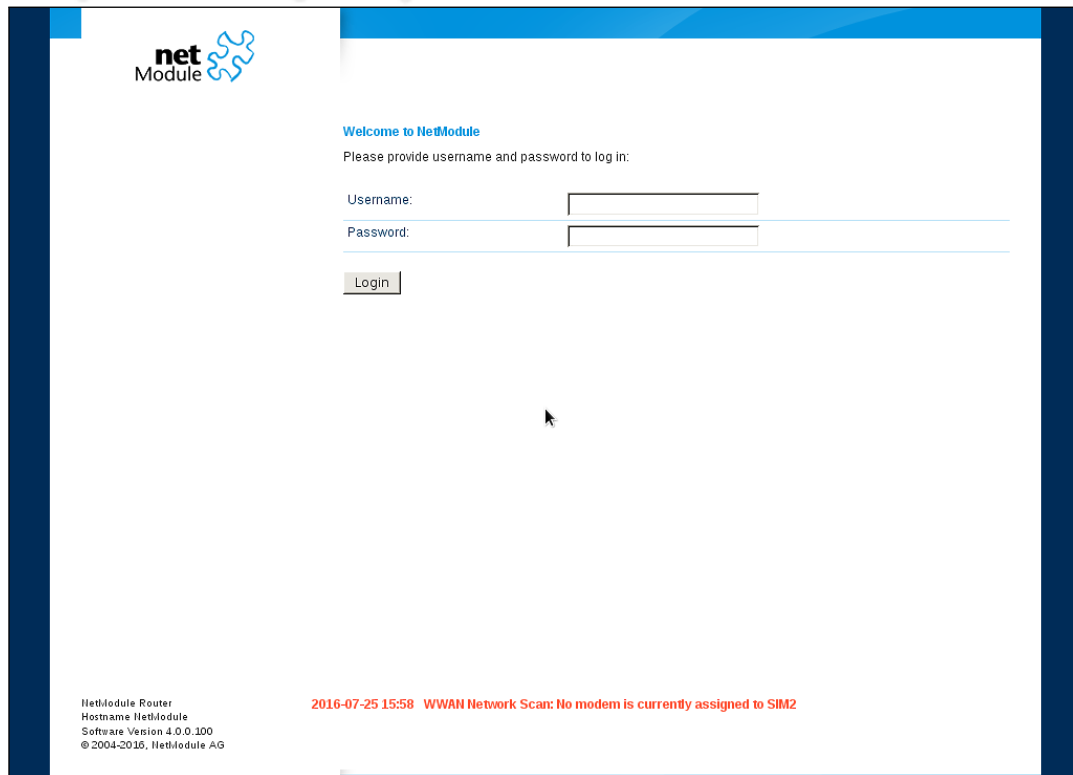 net
Module
Welcome to NetModule
Please provide username and password to log in:
Username:
Password:
Login
NetModule Router
Hostname NetModule
Software Version 4.0.0.100
© 2004-2016, NetModule AG
2016-07-25 15:58 WWAN Network Scan: No modem is currently assigned to SIM2